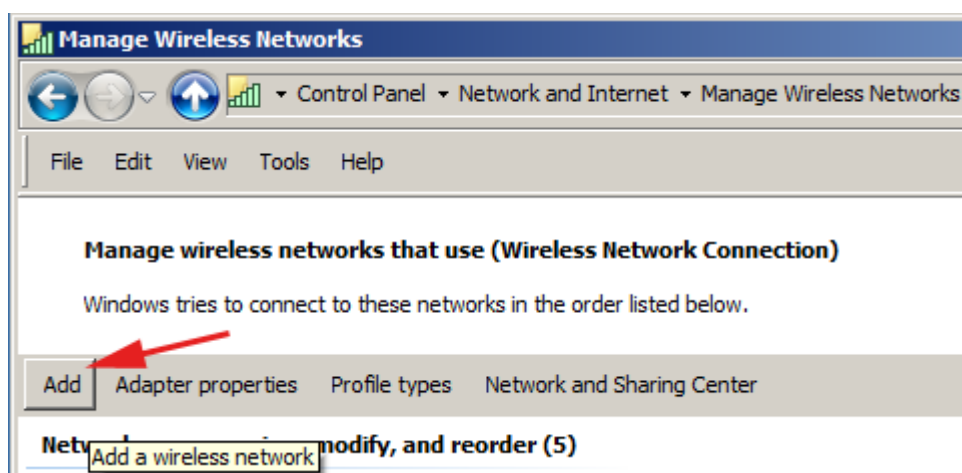 Manage Wireless Networks
Control Panel Network and Internet Manage Wireless Networks
File Edit View Tools Help
Manage wireless networks that use (Wireless Network Connection)
Windows tries to connect to these networks in the order listed below.
Add Adapter properties Profile types Network and Sharing Center
modify, and reorder (5)
Add a wireless network